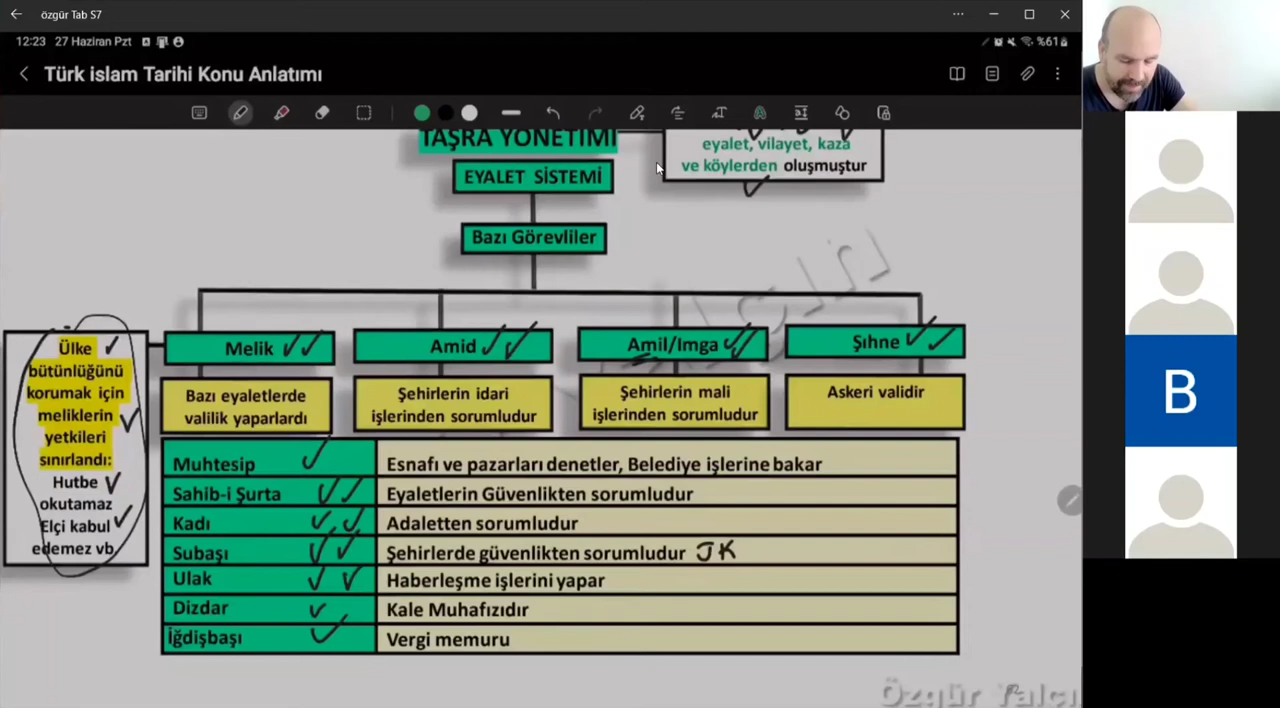 özgür Tab S7
12:23 27 Haziran Pzt
%61
Türk islam Tarihi Konu Anlatımı
TAŞRA YÖNETİMİ
eyalet, vilayet, kaza
ve köylerden oluşmuştur
EYALET SİSTEMİ
Bazı Görevliler
Ülke
bütünlüğünü
korumak için
meliklerin
yetkileri
sınırlandı:
Hutbe
okutamaz
Elçi kabul
edemez vb.
Melik
Bazı eyaletlerde
valilik yaparlardı
Amid
Şehirlerin idari
işlerinden sorumludur
Amil/Imga
Şehirlerin mali
işlerinden sorumludur
Şıhne
Askeri validir
Muhtesip Esnafı ve pazarları denetler, Belediye işlerine bakar
Sahib-i Şurta Eyaletlerin Güvenlikten sorumludur
Kadı Adaletten sorumludur
Subaşı Şehirlerde güvenlikten sorumludur JK
Ulak Haberleşme işlerini yapar
Dizdar Kale Muhafızıdır
İğdişbaşı Vergi memuru
Özgür Yalçı
B